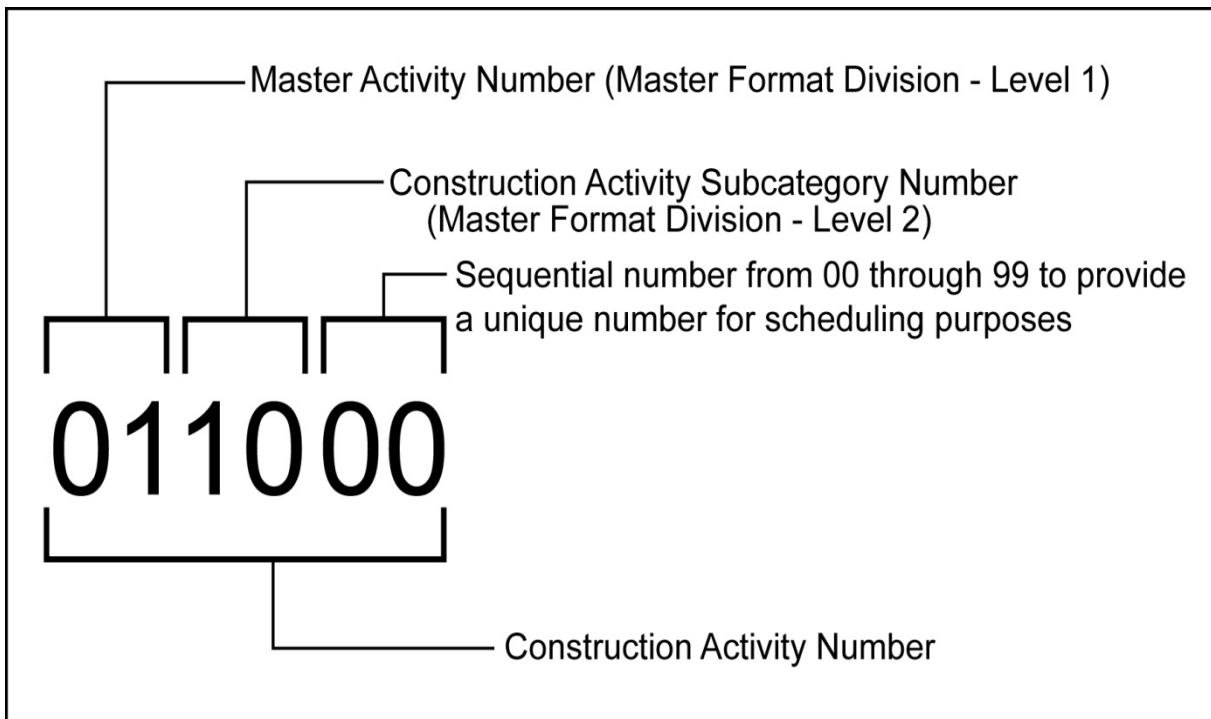 Master Activity Number (Master Format Division - Level 1)
Construction Activity Subcategory Number
(Master Format Division - Level 2)
Sequential number from 00 through 99 to provide
a unique number for scheduling purposes
011000
Construction Activity Number